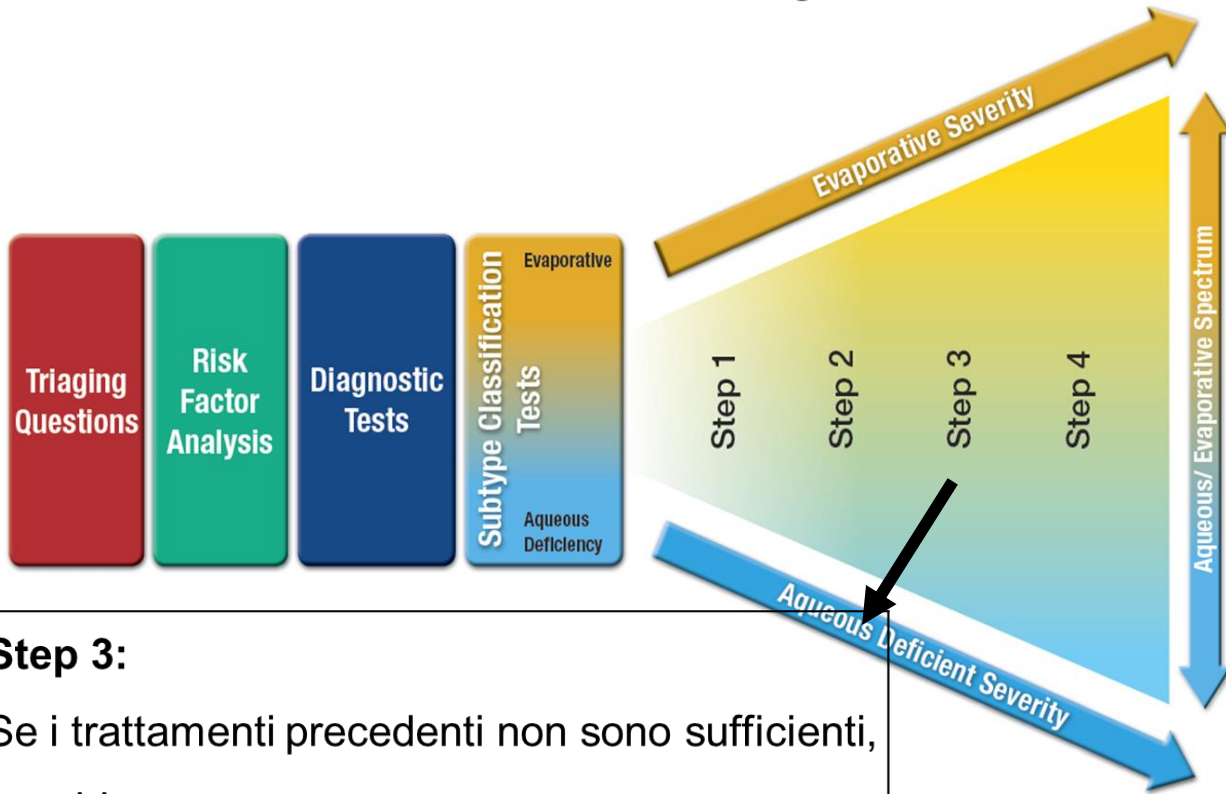 Triaging
Questions
Risk
Factor
Analysis
Diagnostic
Tests
Subtype Classification
Tests
Evaporative
Aqueous
Deficiency
Evaporative Severity
Step 1
Step 2
Step 3
Step 4
Aqueous/ Evaporative Spectrum
Aqueous Deficient Severity
Step 3:
Se i trattamenti precedenti non sono sufficienti,